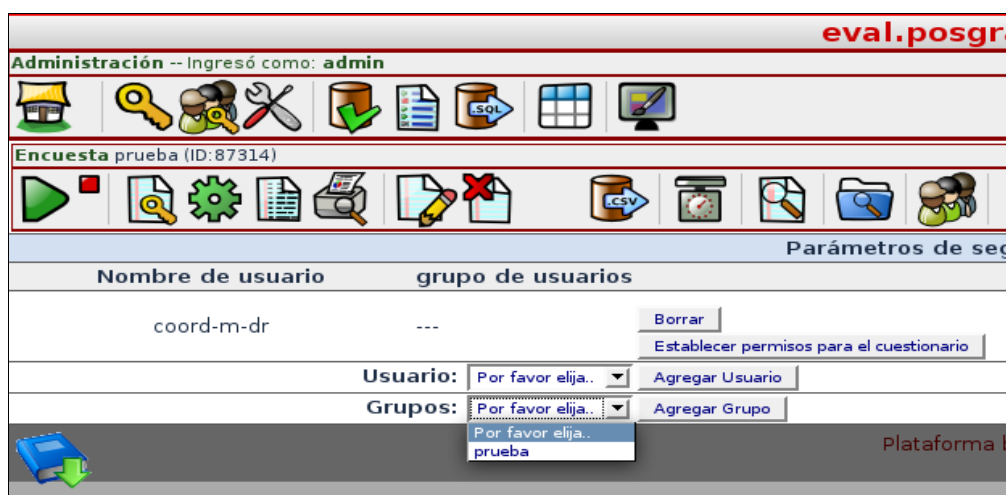 eval.posgr
Administración -- Ingresó como: admin
.SQL
Encuesta prueba (ID:87314)
.CSV
Parámetros de seg
Nombre de usuario grupo de usuarios
coord-m-dr --- Borrar
Establecer permisos para el cuestionario
Usuario: Por favor elija.. Agregar Usuario
Grupos: Por favor elija.. Agregar Grupo
Por favor elija..
prueba
Plataforma